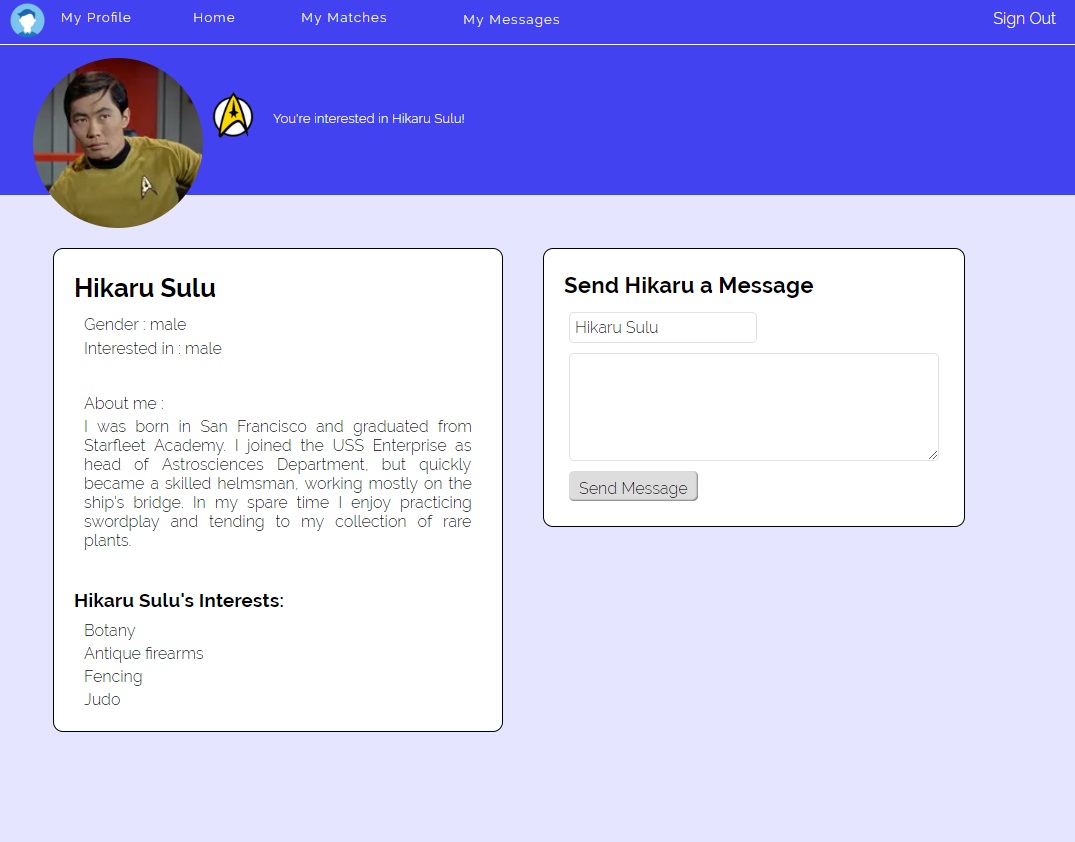 My Profile
Home
My Matches
My Messages
Sign Out
You're interested in Hikaru Sulu!
Hikaru Sulu
Gender : male
Interested in : male
About me :
I was born in San Francisco and graduated from
Starfleet Academy. I joined the USS Enterprise as
head of Astrosciences Department, but quickly
became a skilled helmsman, working mostly on the
ship's bridge. In my spare time I enjoy practicing
swordplay and tending to my collection of rare
plants.
Hikaru Sulu's Interests:
Botany
Antique firearms
Fencing
Judo
Send Hikaru a Message
Hikaru Sulu
Send Message